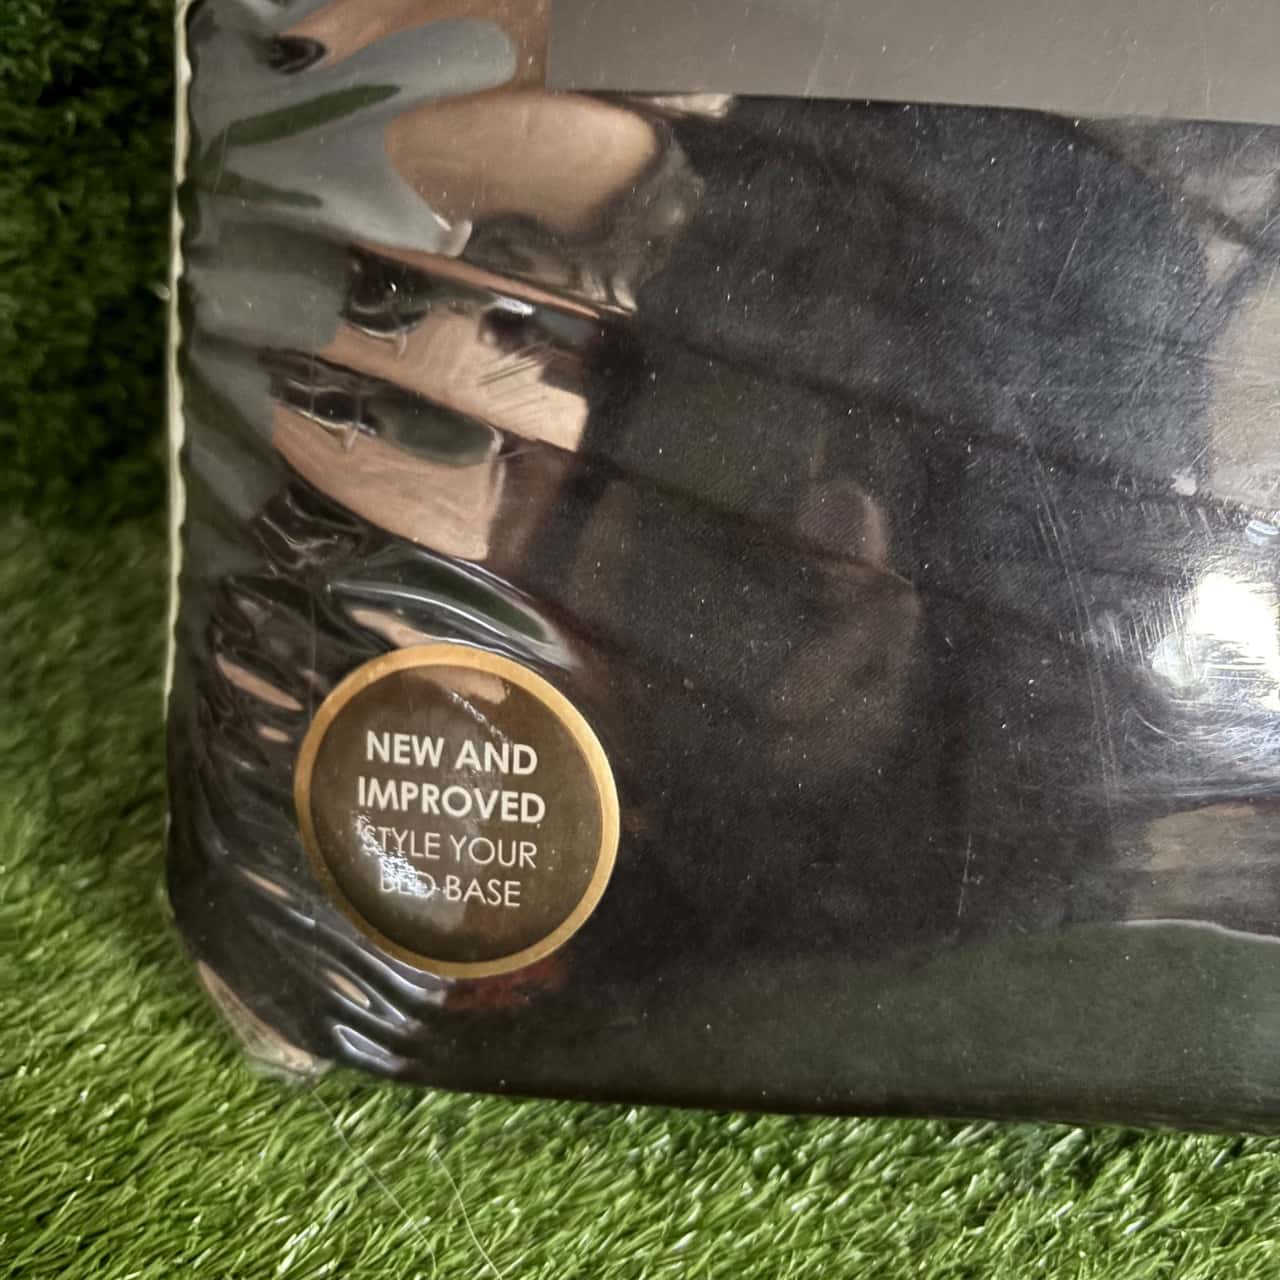 NEW AND
IMPROVED
STYLE YOUR
BED BASE